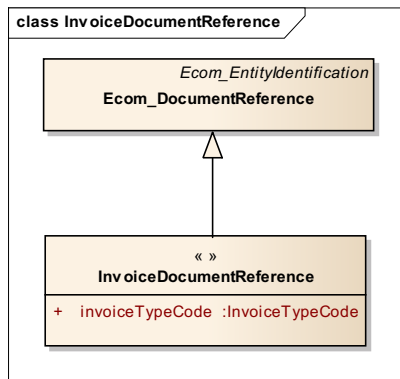 class InvoiceDocumentReference
Ecom_EntityIdentification
Ecom_DocumentReference
« »
InvoiceDocumentReference
+ invoiceTypeCode :InvoiceTypeCode